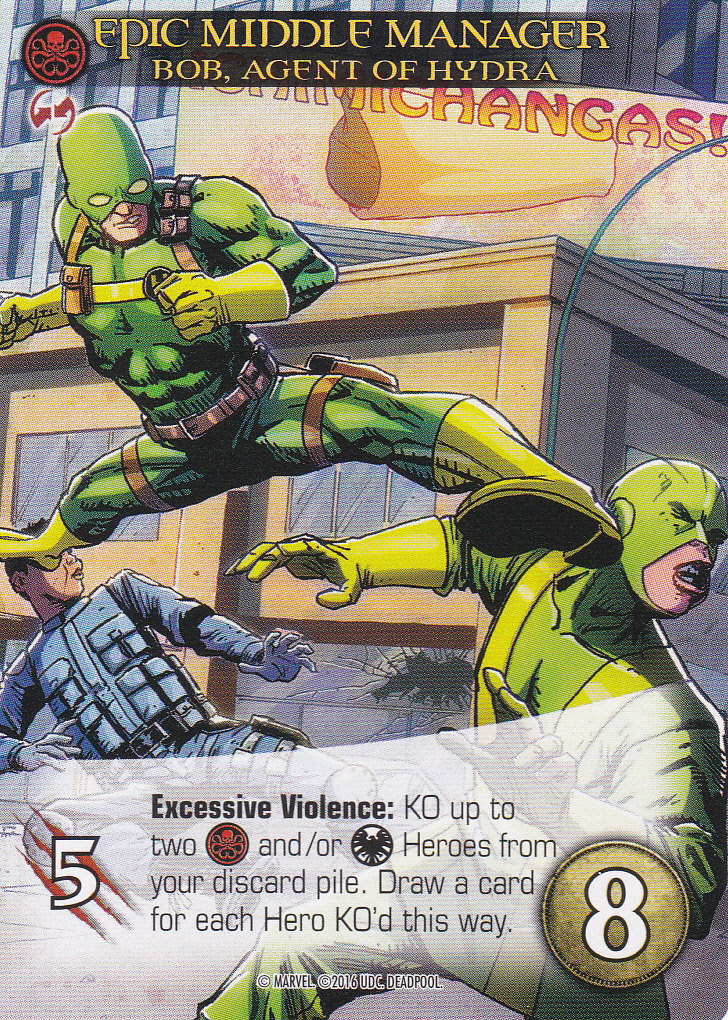 EPIC MIDDLE MANAGER
BOB, AGENT OF HYDRA
CHIMICHANGAS!
Excessive Violence: KO up to
two and/or Heroes from
your discard pile. Draw a card
for each Hero KO'd this way.
5
8
© MARVEL. ©2016 UDC. DEADPOOL.